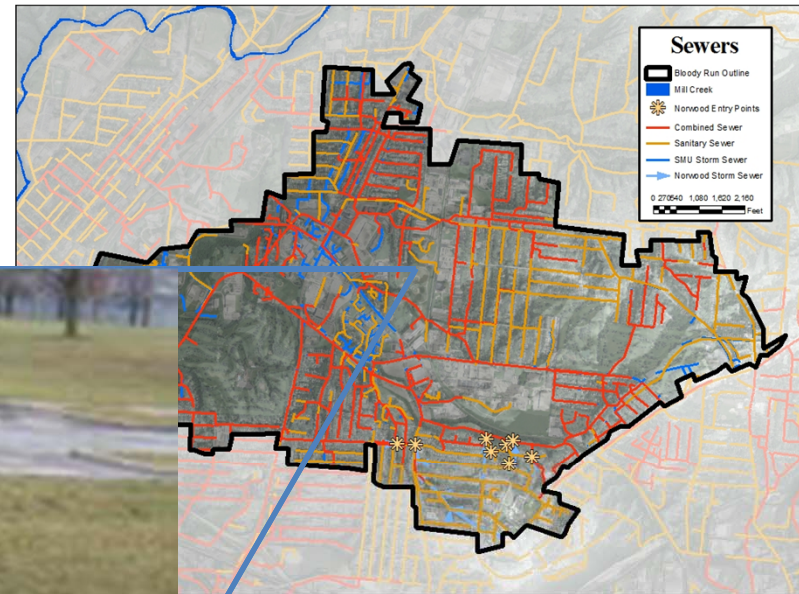 Sewers
Bloody Run Outline
Mill Creek
Norwood Entry Points
Combined Sewer
Sanitary Sewer
SMU Storm Sewer
Norwood Storm Sewer
0 270540 1,080 1,620 2,160
Feet